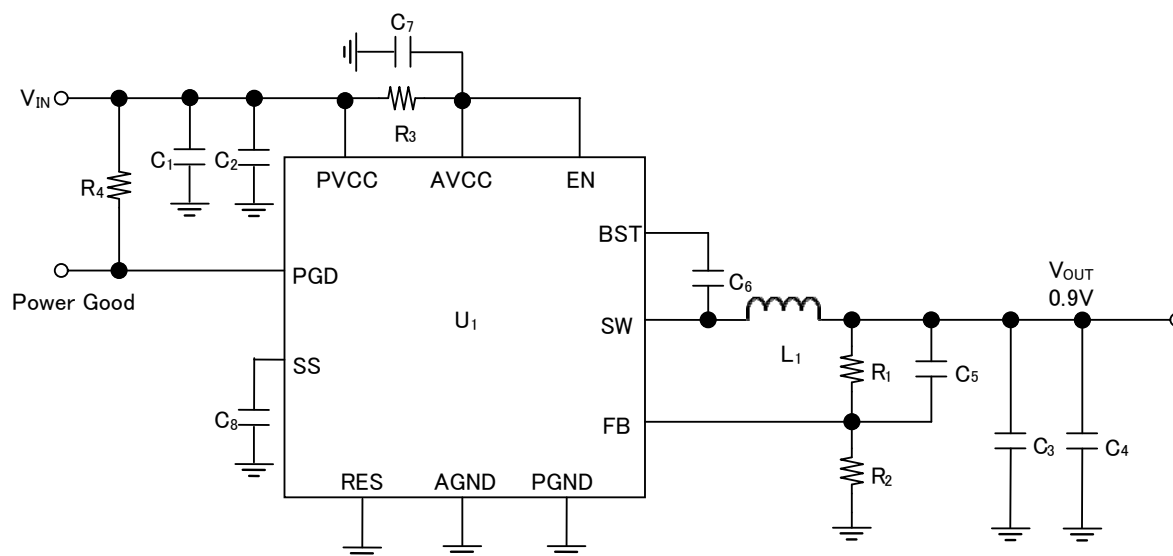 C7
VIN
R3
C1
C2
R4
PVCC
AVCC
EN
BST
PGD
C6
VOUT
0.9V
Power Good
U1
SW
L1
R1
C5
SS
C8
FB
C3
C4
R2
RES
AGND
PGND